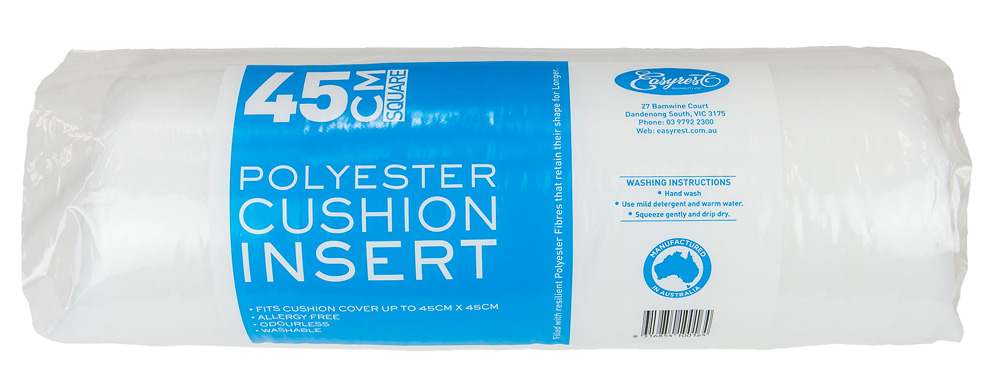 45 CM SQUARE
POLYESTER
CUSHION
INSERT
• FITS CUSHION COVER UP TO 45CM X 45CM
• ALLERGY FREE
• ODOURLESS
• WASHABLE
Filled with resilient Polyester Fibres that retain their shape for Longer.
Easyrest
27 Bamwine Court
Dandenong South, VIC 3175
Phone: 03 9792 2300
Web: easyrest.com.au
WASHING INSTRUCTIONS
• Hand wash
• Use mild detergent and warm water.
• Squeeze gently and drip dry.
MANUFACTURED
IN AUSTRALIA